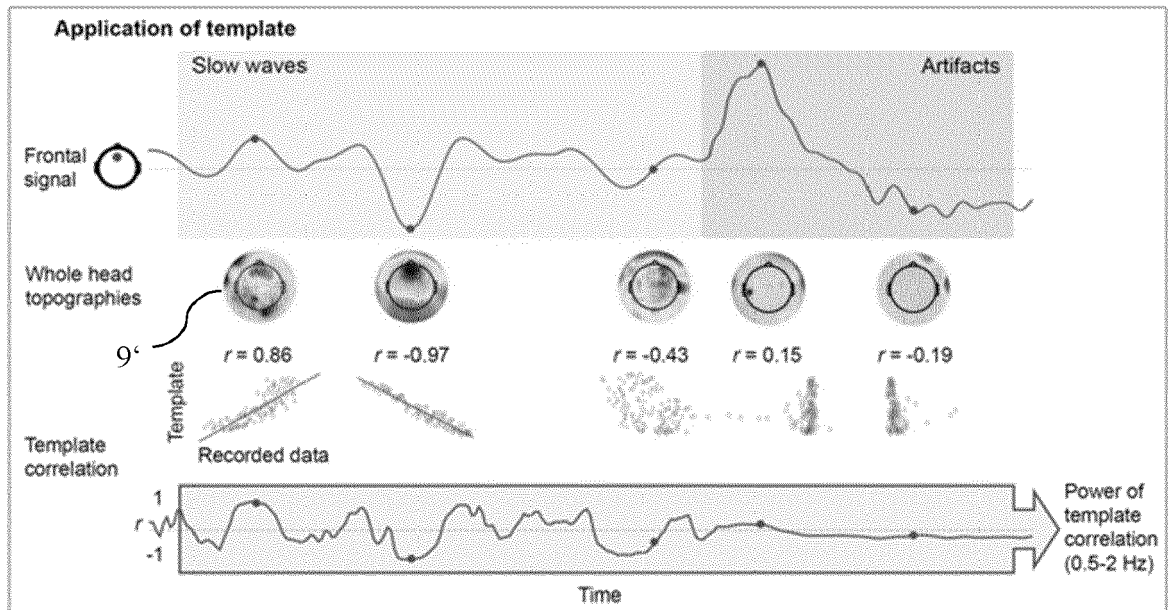 Application of template
Slow waves
Artifacts
Frontal
signal
Whole head
topographies
9‘
r = 0.86
r = -0.97
r = -0.43
r = 0.15
r = -0.19
Template
Recorded data
Template
correlation
1
r
-1
Power of
template
correlation
(0.5-2 Hz)
Time